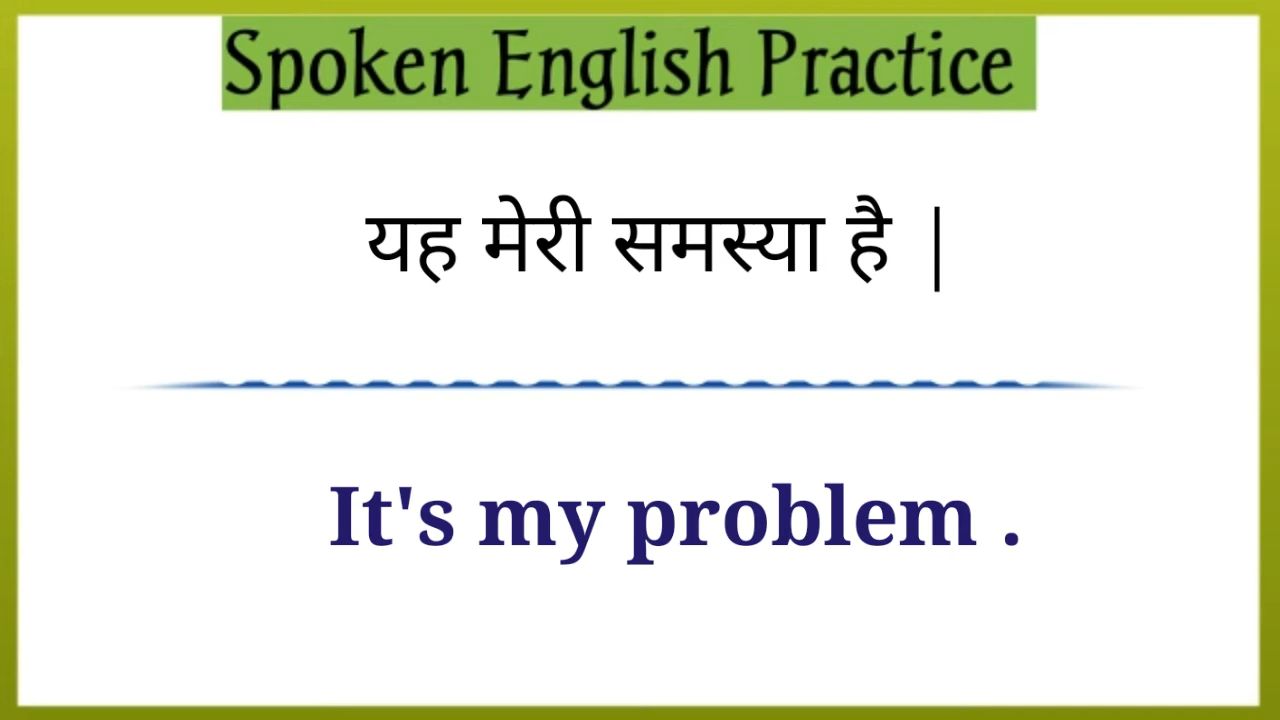 Spoken English Practice
यह मेरी समस्या है |
It's my problem .